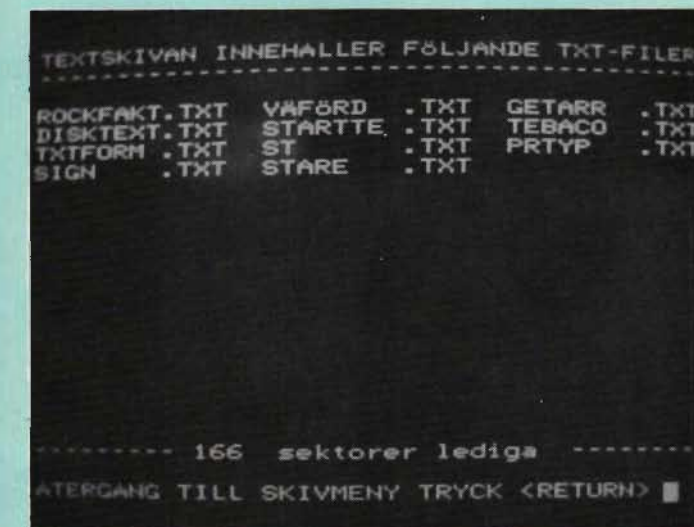 TEXTSKIVAN INNEHALLER FÖLJANDE TXT-FILER
ROCKFAKT.TXT VÄFÖRD .TXT GETARR .TXT
DISKTEXT.TXT STARTTE.TXT TEBACO .TXT
TXTFORM .TXT ST .TXT PRTYP .TXT
SIGN .TXT STARE .TXT
--------- 166 sektorer lediga -------
ATERGANG TILL SKIVMENY TRYCK <RETURN>